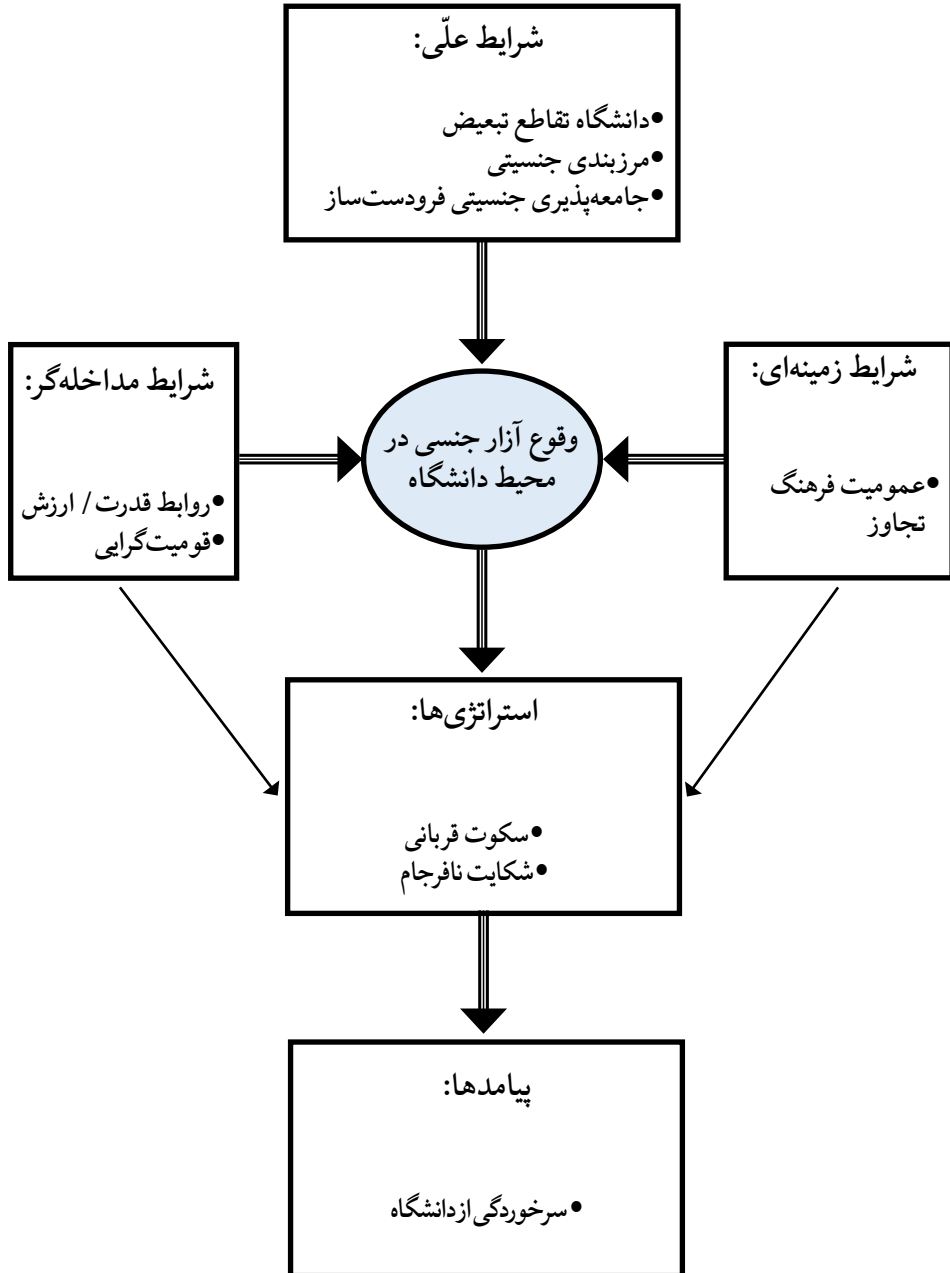 شرایط علّی:
•دانشگاه تقاطع تبعیض
•مرزبندی جنسیتی
•جامعه‌پذیری جنسیتی فرودست‌ساز
شرایط زمینه‌ای:
•عمومیت فرهنگ
تجاوز
وقوع آزار جنسی در
محیط دانشگاه
شرایط مداخله‌گر:
•روابط قدرت / ارزش
•قومیت‌گرایی
استراتژی‌ها:
•سکوت قربانی
•شکایت نافرجام
پیامدها:
•سرخوردگی از دانشگاه